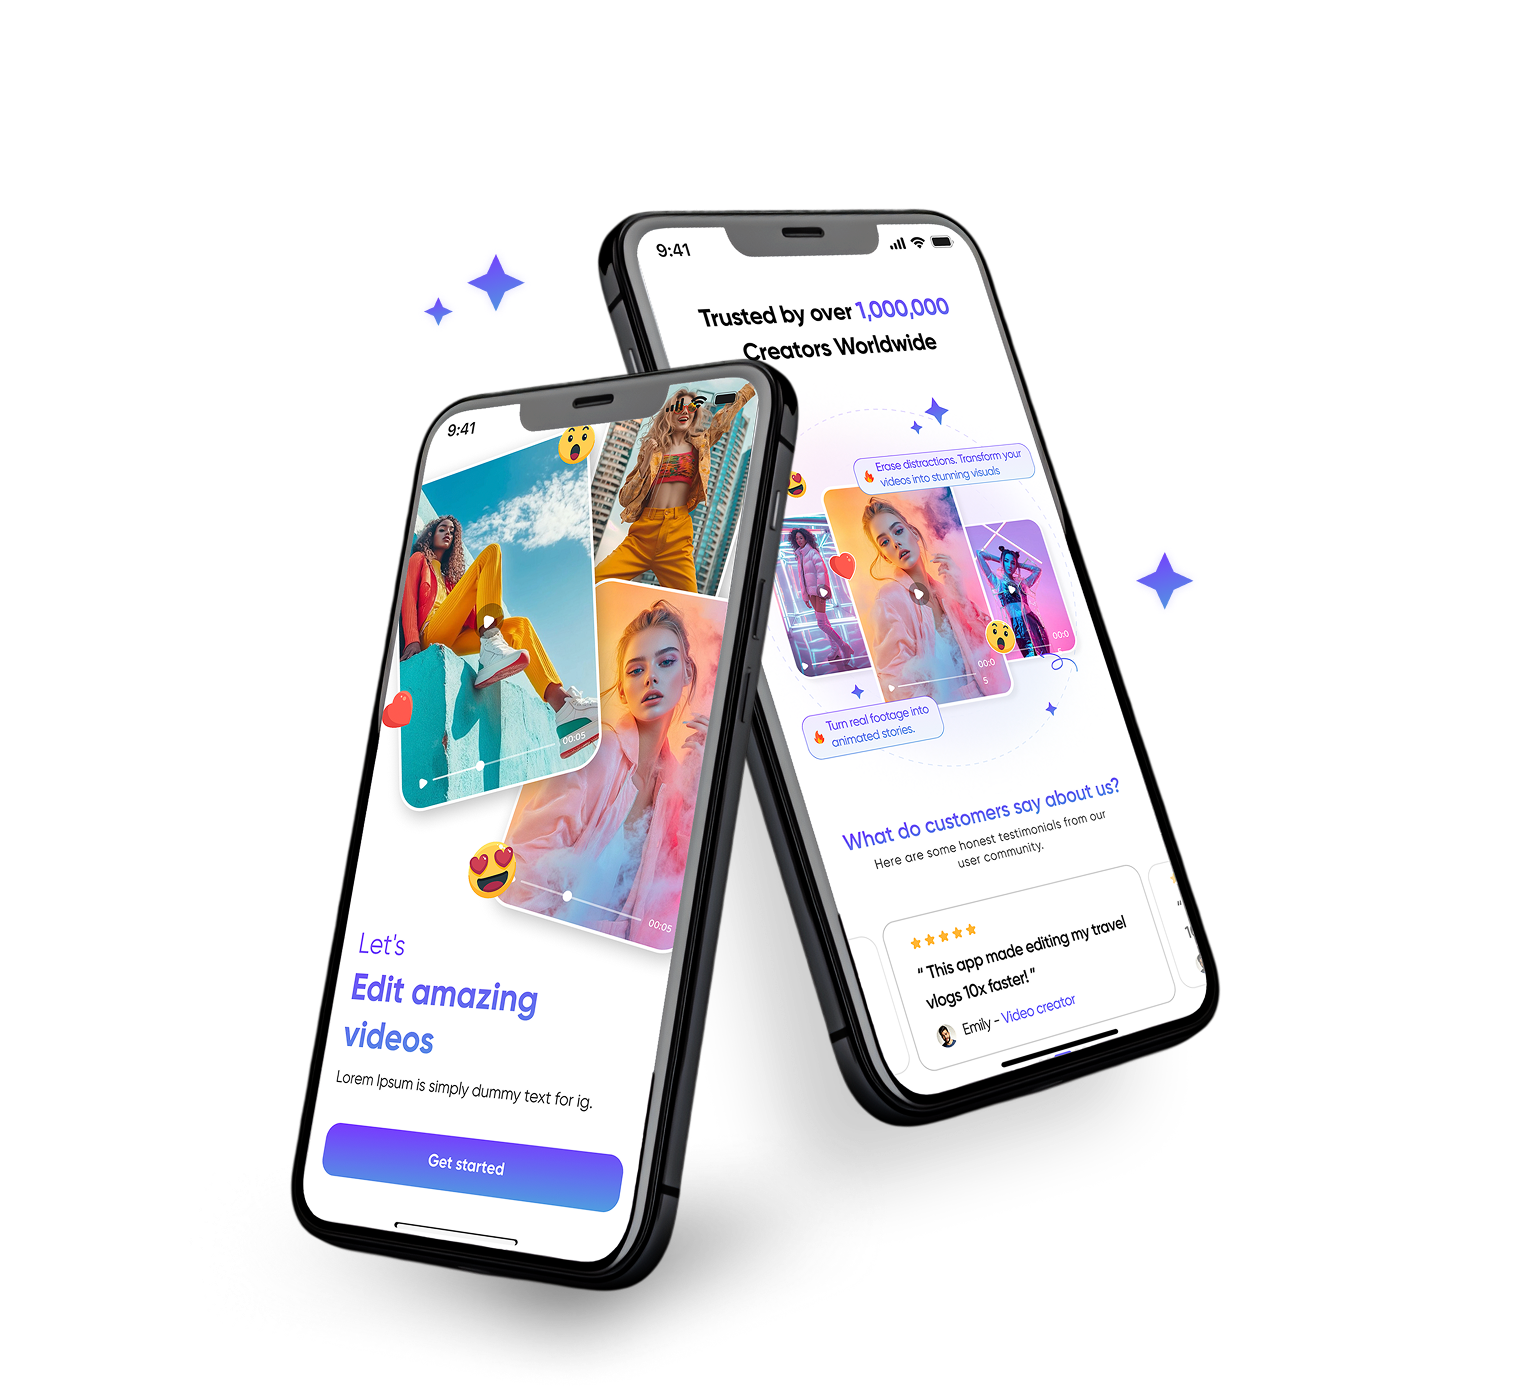 9:41
Let's
Edit amazing
videos
Lorem Ipsum is simply dummy text for ig.
Get started
00:05
00:05
9:41
Trusted by over 1,000,000
Creators Worldwide
Erase distractions. Transform your
videos into stunning visuals
00:0
5
00:0
5
Turn real footage into
animated stories.
What do customers say about us?
Here are some honest testimonials from our
user community.
“ This app made editing my travel
vlogs 10x faster! ”
Emily - Video creator
“